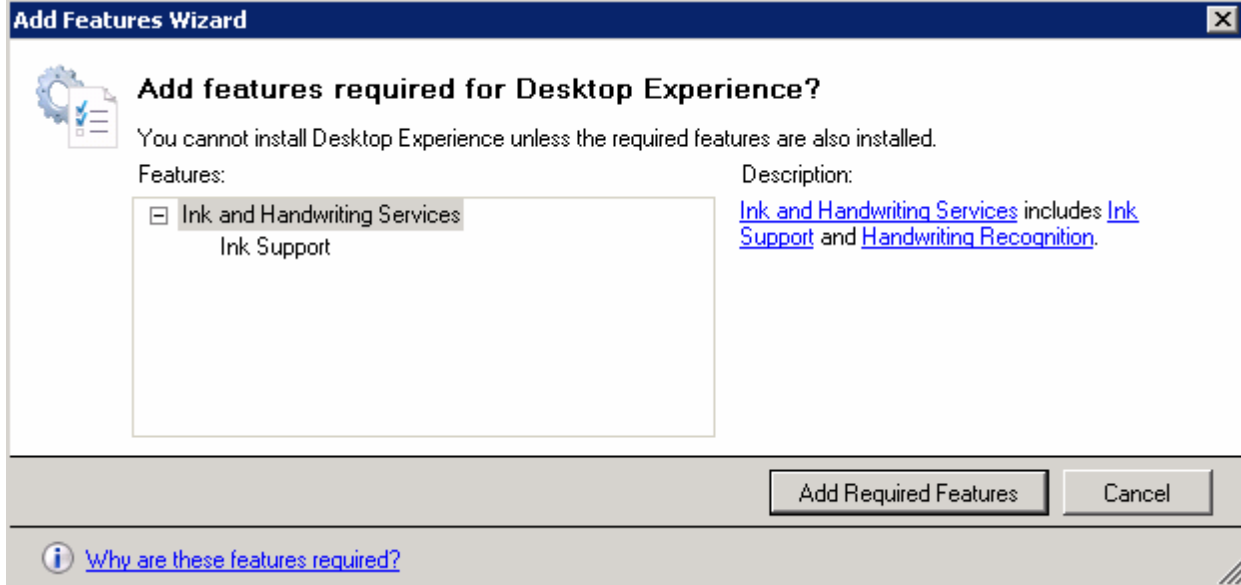 Add Features Wizard
Add features required for Desktop Experience?
You cannot install Desktop Experience unless the required features are also installed.
Features:
Ink and Handwriting Services
Ink Support
Description:
Ink and Handwriting Services includes Ink
Support and Handwriting Recognition.
Add Required Features
Cancel
Why are these features required?